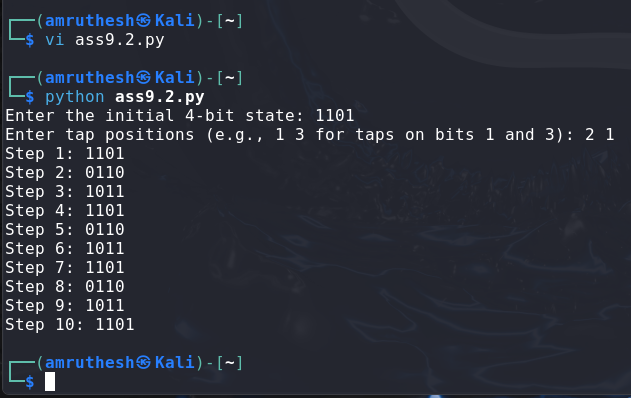 ┌──(amruthesh㉿Kali)-[~]
└─$ vi ass9.2.py
┌──(amruthesh㉿Kali)-[~]
└─$ python ass9.2.py
Enter the initial 4-bit state: 1101
Enter tap positions (e.g., 1 3 for taps on bits 1 and 3): 2 1
Step 1: 1101
Step 2: 0110
Step 3: 1011
Step 4: 1101
Step 5: 0110
Step 6: 1011
Step 7: 1101
Step 8: 0110
Step 9: 1011
Step 10: 1101
┌──(amruthesh㉿Kali)-[~]
└─$